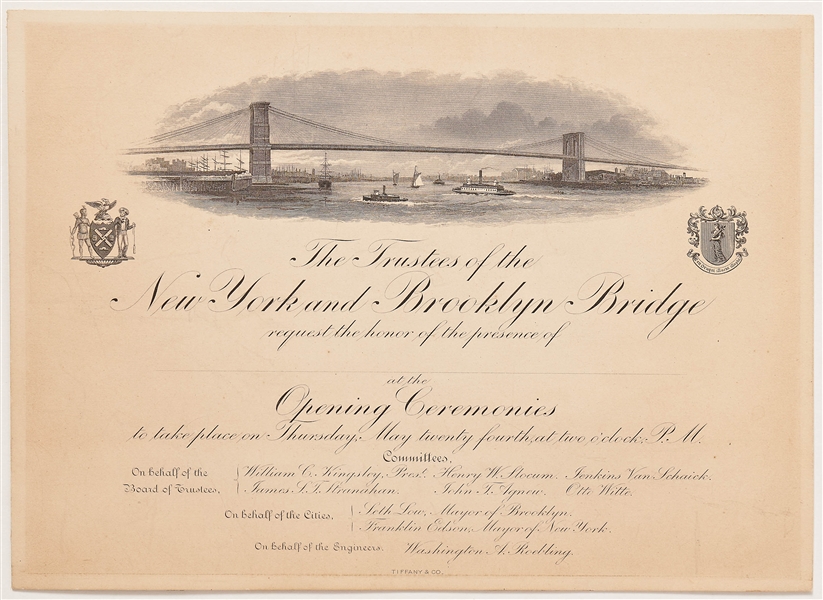 The Trustees of the
New York and Brooklyn Bridge
request the honor of the presence of
at the
Opening Ceremonies
to take place on Thursday, May twenty fourth, at two o'clock, P.M.
Committees.
On behalf of the Board of Trustees, { William C. Kingsley, Prest. Henry W. Slocum. Jenkins Van Schaick.
James S. T. Stranahan. John T. Agnew. Otto Witte.
On behalf of the Cities, { Seth Low, Mayor of Brooklyn.
Franklin Edson, Mayor of New York.
On behalf of the Engineers. Washington A. Roebling.
TIFFANY & CO.